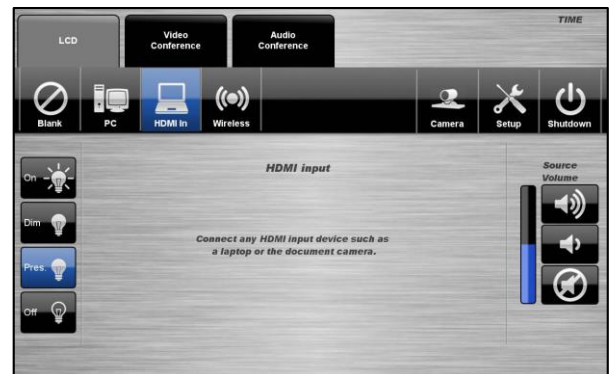 TIME
LCD
Video
Conference
Audio
Conference
Blank
PC
HDMI In
Wireless
Camera
Setup
Shutdown
HDMI input
Source
Volume
On
Dim
Connect any HDMI input device such as
a laptop or the document camera.
Pres.
Off